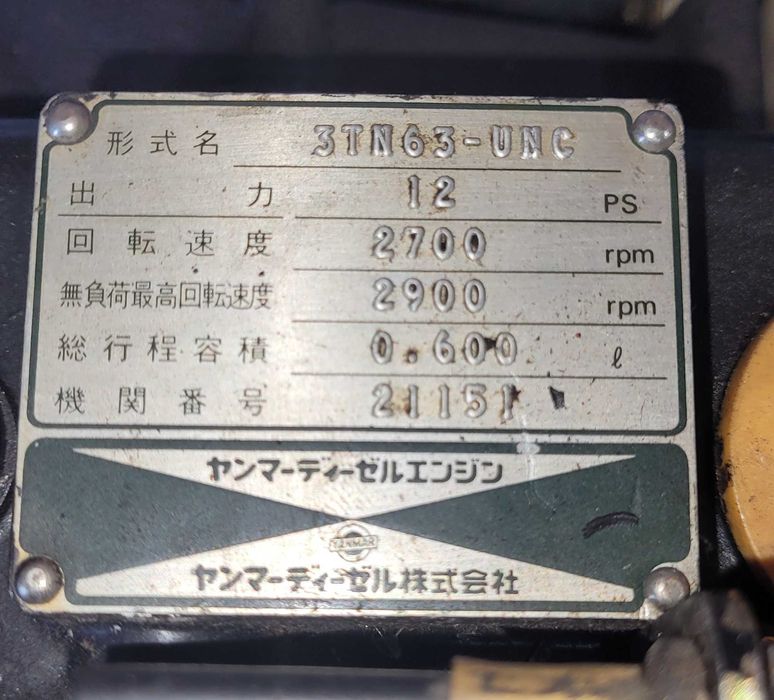 形式名 3TN63-UNC
出力 12 PS
回転速度 2700 rpm
無負荷最高回転速度 2900 rpm
総行程容積 0.600 ℓ
機関番号 21151
ヤンマーディーゼルエンジン
YANMAR
ヤンマーディーゼル株式会社